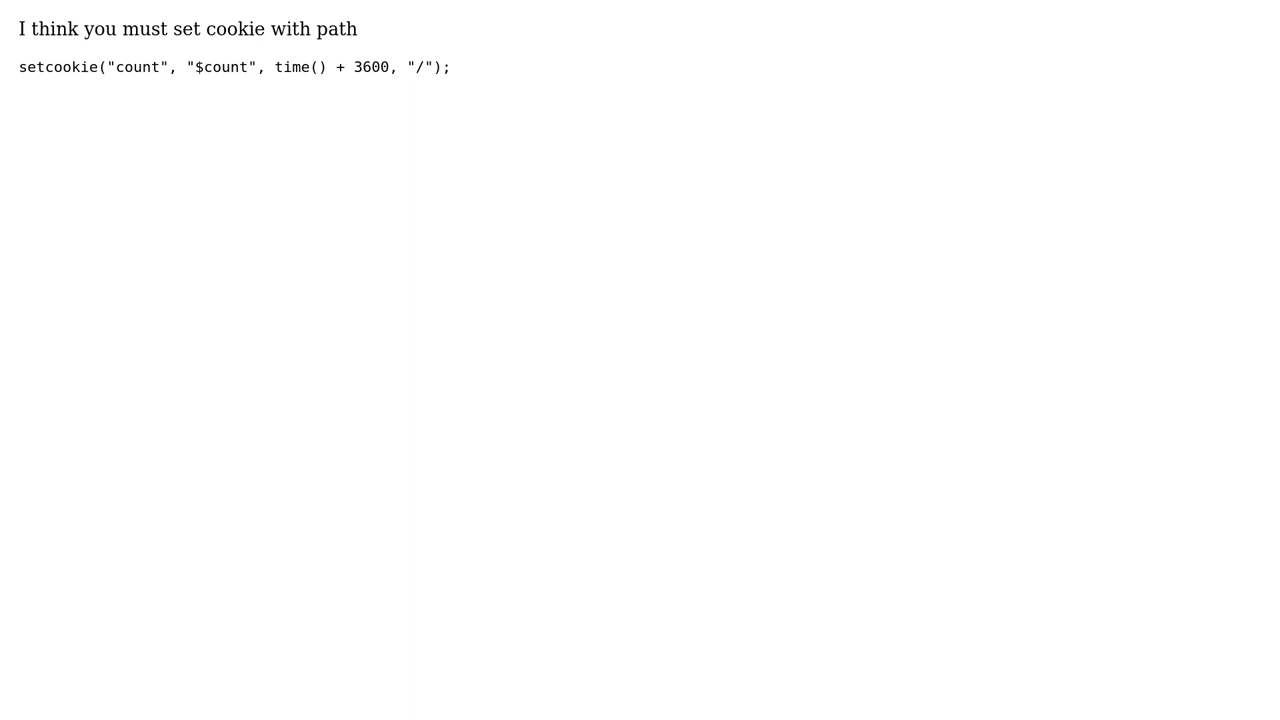 I think you must set cookie with path
setcookie("count", "$count", time() + 3600, "/");